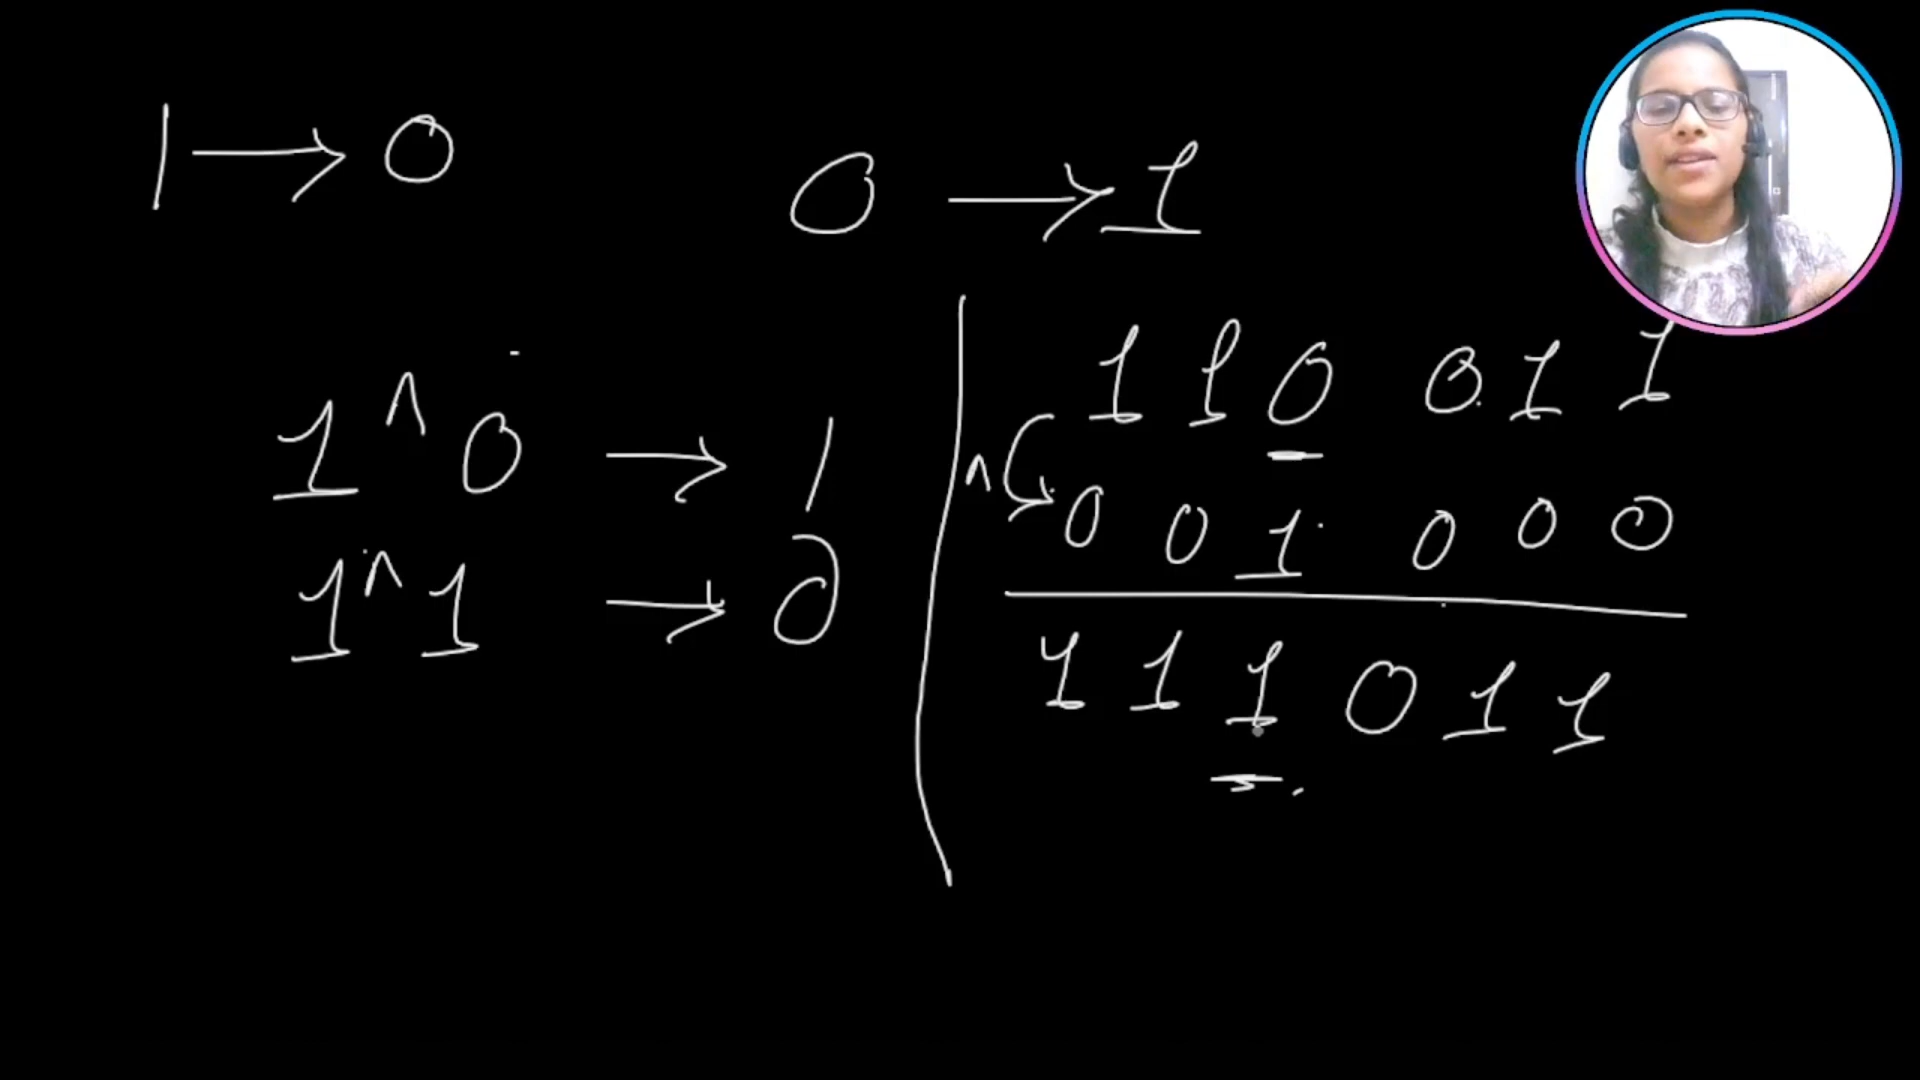 1 → 0
0 → 1
1 ^ 0 → 1
1 ^ 1 → 0
1 1 0 0 1 1
^ 0 0 1 0 0 0
1 1 1 0 1 1